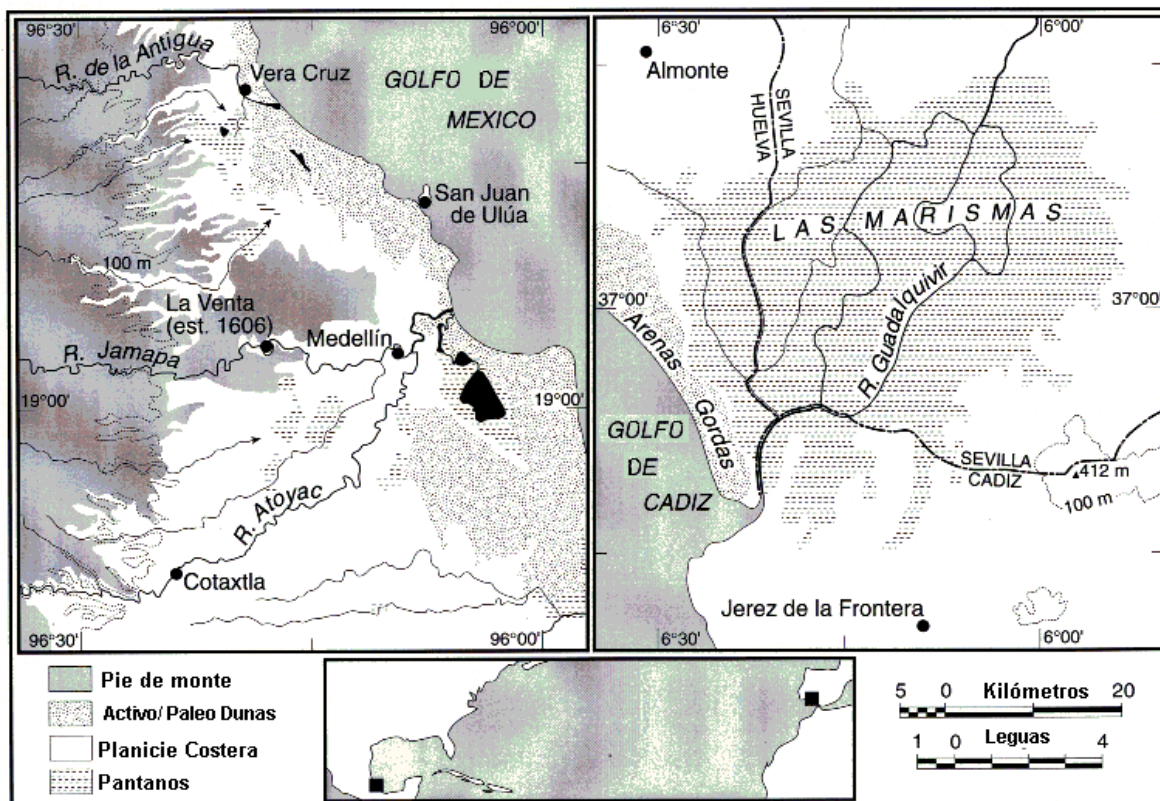 96°30'
96°00'
R. de la Antigua
Vera Cruz
GOLFO DE
MEXICO
San Juan
de Ulúa
100 m
La Venta
(est. 1606)
Medellín
R. Jamapa
19°00'
19°00'
R. Atoyac
Cotaxtla
96°30'
96°00'
6°30'
6°00'
Almonte
SEVILLA
HUELVA
LAS MARISMAS
37°00'
37°00'
Arenas Gordas
R. Guadalquivir
GOLFO
DE
CADIZ
SEVILLA
CADIZ
412 m
100 m
Jerez de la Frontera
6°30'
6°00'
Pie de monte
Activo/Paleo Dunas
Planicie Costera
Pantanos
5 0 Kilómetros 20
Leguas
1 0 4